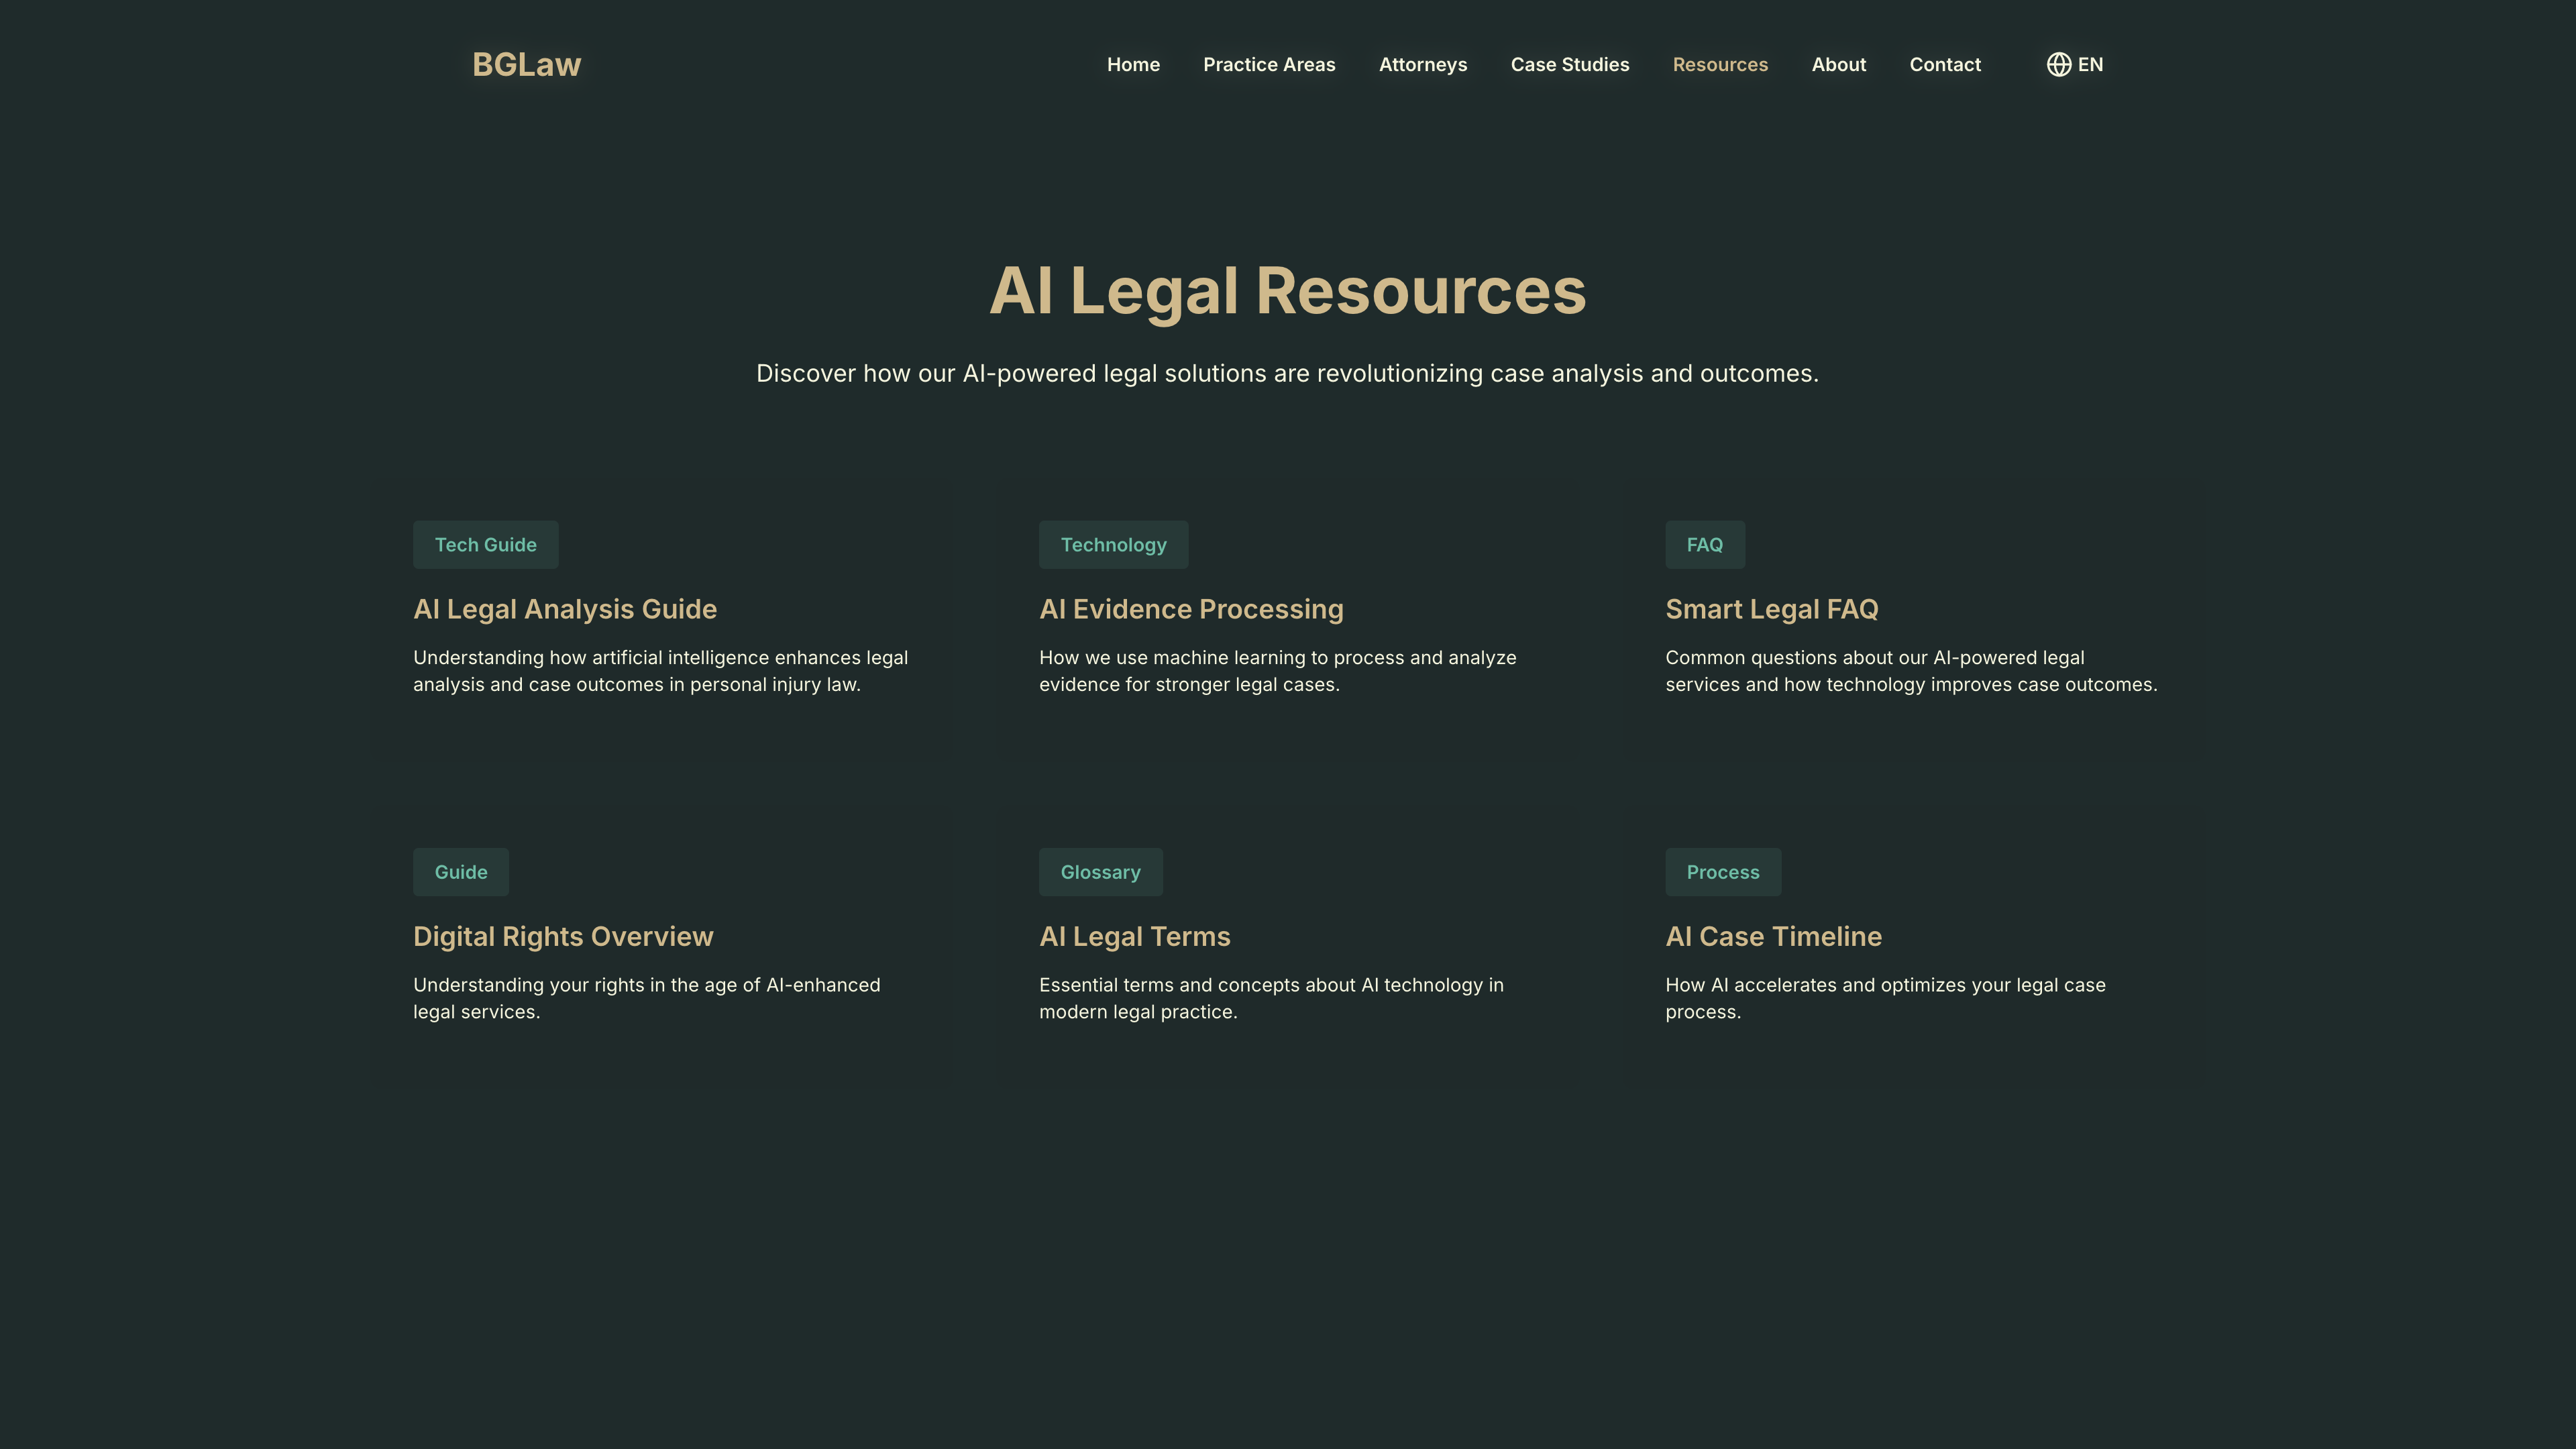 BGLaw
Home
Practice Areas
Attorneys
Case Studies
Resources
About
Contact
EN
AI Legal Resources
Discover how our AI-powered legal solutions are revolutionizing case analysis and outcomes.
Tech Guide
AI Legal Analysis Guide
Understanding how artificial intelligence enhances legal
analysis and case outcomes in personal injury law.
Technology
AI Evidence Processing
How we use machine learning to process and analyze
evidence for stronger legal cases.
FAQ
Smart Legal FAQ
Common questions about our AI-powered legal
services and how technology improves case outcomes.
Guide
Digital Rights Overview
Understanding your rights in the age of AI-enhanced
legal services.
Glossary
AI Legal Terms
Essential terms and concepts about AI technology in
modern legal practice.
Process
AI Case Timeline
How AI accelerates and optimizes your legal case
process.